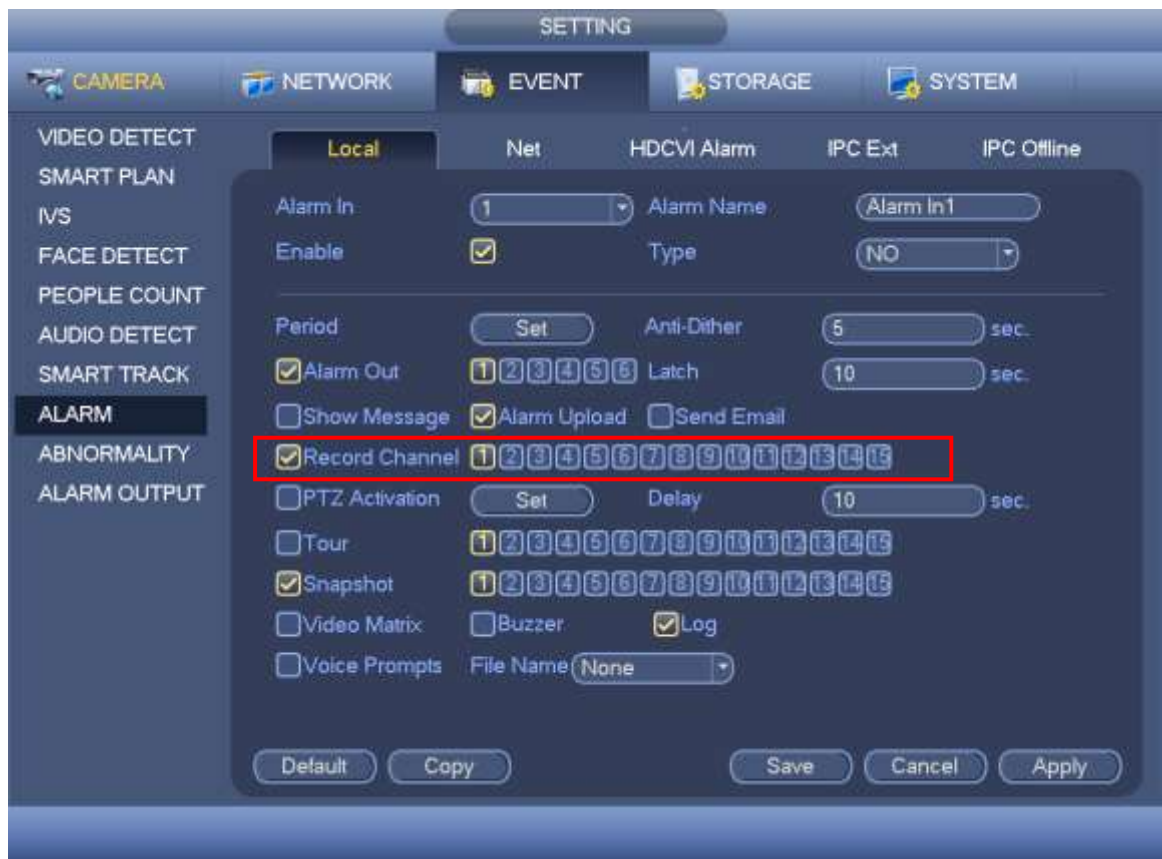 SETTING
CAMERA NETWORK EVENT STORAGE SYSTEM
VIDEO DETECT
SMART PLAN
IVS
FACE DETECT
PEOPLE COUNT
AUDIO DETECT
SMART TRACK
ALARM
ABNORMALITY
ALARM OUTPUT
Local Net HDCVI Alarm IPC Ext IPC Offline
Alarm In 1 Alarm Name Alarm In1
Enable Type NO
Period Set Anti-Dither 5 sec.
Alarm Out 1 2 3 4 5 6 Latch 10 sec.
Show Message Alarm Upload Send Email
Record Channel 1 2 3 4 5 6 7 8 9 10 11 12 13 14 15
PTZ Activation Set Delay 10 sec.
Tour 1 2 3 4 5 6 7 8 9 10 11 12 13 14 15
Snapshot 1 2 3 4 5 6 7 8 9 10 11 12 13 14 15
Video Matrix Buzzer Log
Voice Prompts File Name None
Default Copy Save Cancel Apply